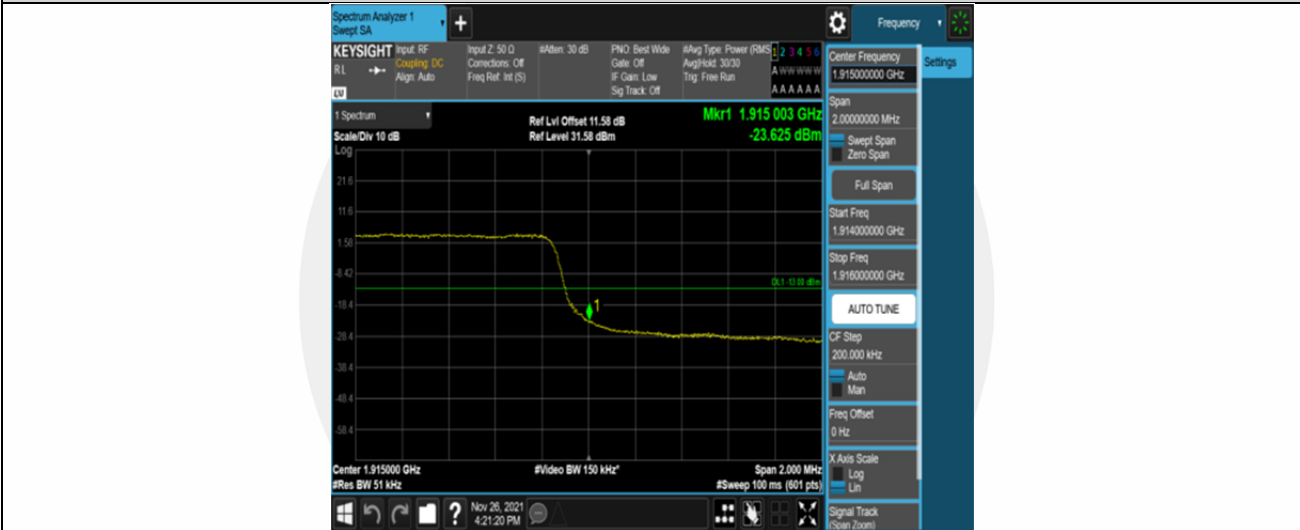 Spectrum Analyzer 1
Swept SA
Frequency
KEYSIGHT
R L
Input: RF
Coupling: DC
Align: Auto
Input Z: 50 Ω
Corrections: Off
Freq Ref: Int (S)
#Atten: 30 dB
PNO: Best Wide
Gate: Off
IF Gain: Low
Sig Track: Off
#Avg Type: Power (RMS
Avg|Hold: 30/30
Trig: Free Run
1 2 3 4 5 6
A W W W W W
A A A A A A
Settings
Center Frequency
1.915000000 GHz
Span
2.00000000 MHz
Swept Span
Zero Span
Full Span
Start Freq
1.914000000 GHz
Stop Freq
1.916000000 GHz
AUTO TUNE
CF Step
200.000 kHz
Auto
Man
Freq Offset
0 Hz
X Axis Scale
Log
Lin
Signal Track
(Span Zoom)
1 Spectrum
Scale/Div 10 dB
Log
Ref Lvl Offset 11.58 dB
Ref Level 31.58 dBm
Mkr1 1.915 003 GHz
-23.625 dBm
21.6
11.6
1.58
-8.42
-18.4
-28.4
-38.4
-48.4
-58.4
DL1 -13.00 dBm
1
Center 1.915000 GHz
#Res BW 51 kHz
#Video BW 150 kHz*
Span 2.000 MHz
#Sweep 100 ms (601 pts)
?
Nov 26, 2021
4:21:20 PM